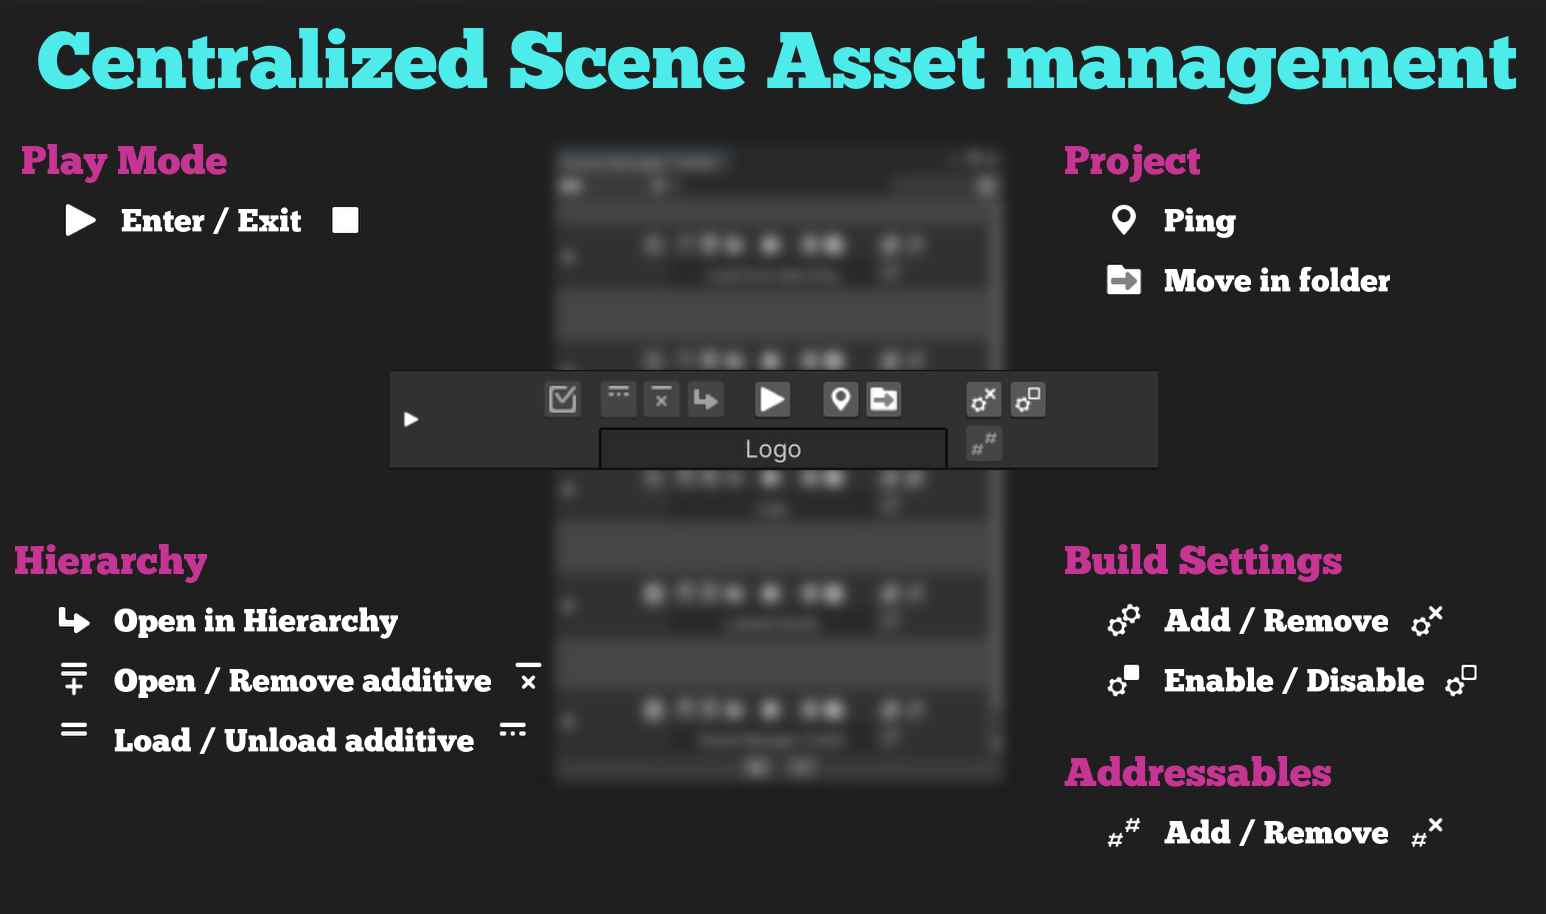 Centralized Scene Asset management
Play Mode
Enter / Exit
Project
Ping
Move in folder
Logo
Hierarchy
Open in Hierarchy
Open / Remove additive
Load / Unload additive
Build Settings
Add / Remove
Enable / Disable
Addressables
Add / Remove